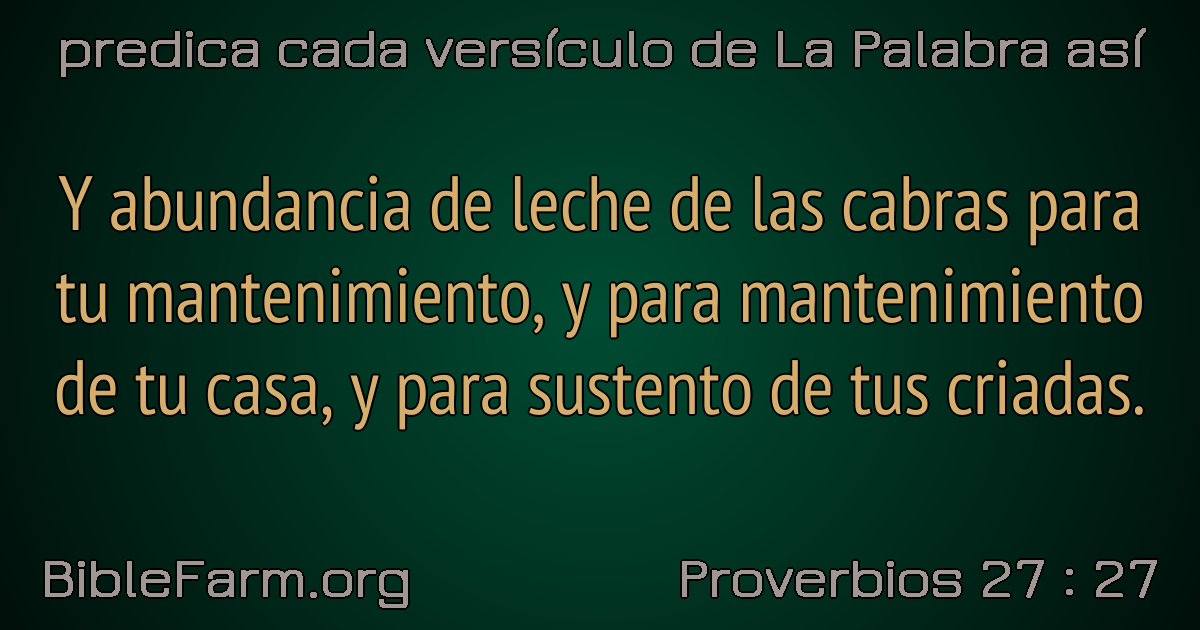 predica cada versículo de La Palabra así
Y abundancia de leche de las cabras para
tu mantenimiento, y para mantenimiento
de tu casa, y para sustento de tus criadas.
BibleFarm.org
Proverbios 27 : 27